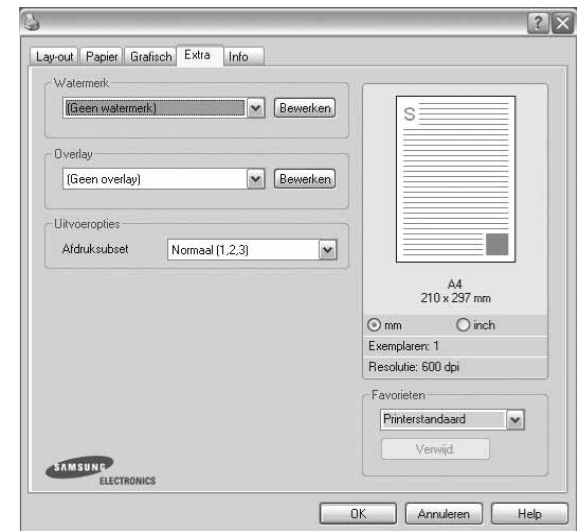 Lay-out Papier Grafisch Extra Info
Watermerk
(Geen watermerk) Bewerken
Overlay
(Geen overlay) Bewerken
Uitvoeropties
Afdruksubset Normaal (1,2,3)
S
A4
210 x 297 mm
mm inch
Exemplaren: 1
Resolutie: 600 dpi
Favorieten
Printerstandaard
Verwijd.
SAMSUNG
ELECTRONICS
OK Annuleren Help